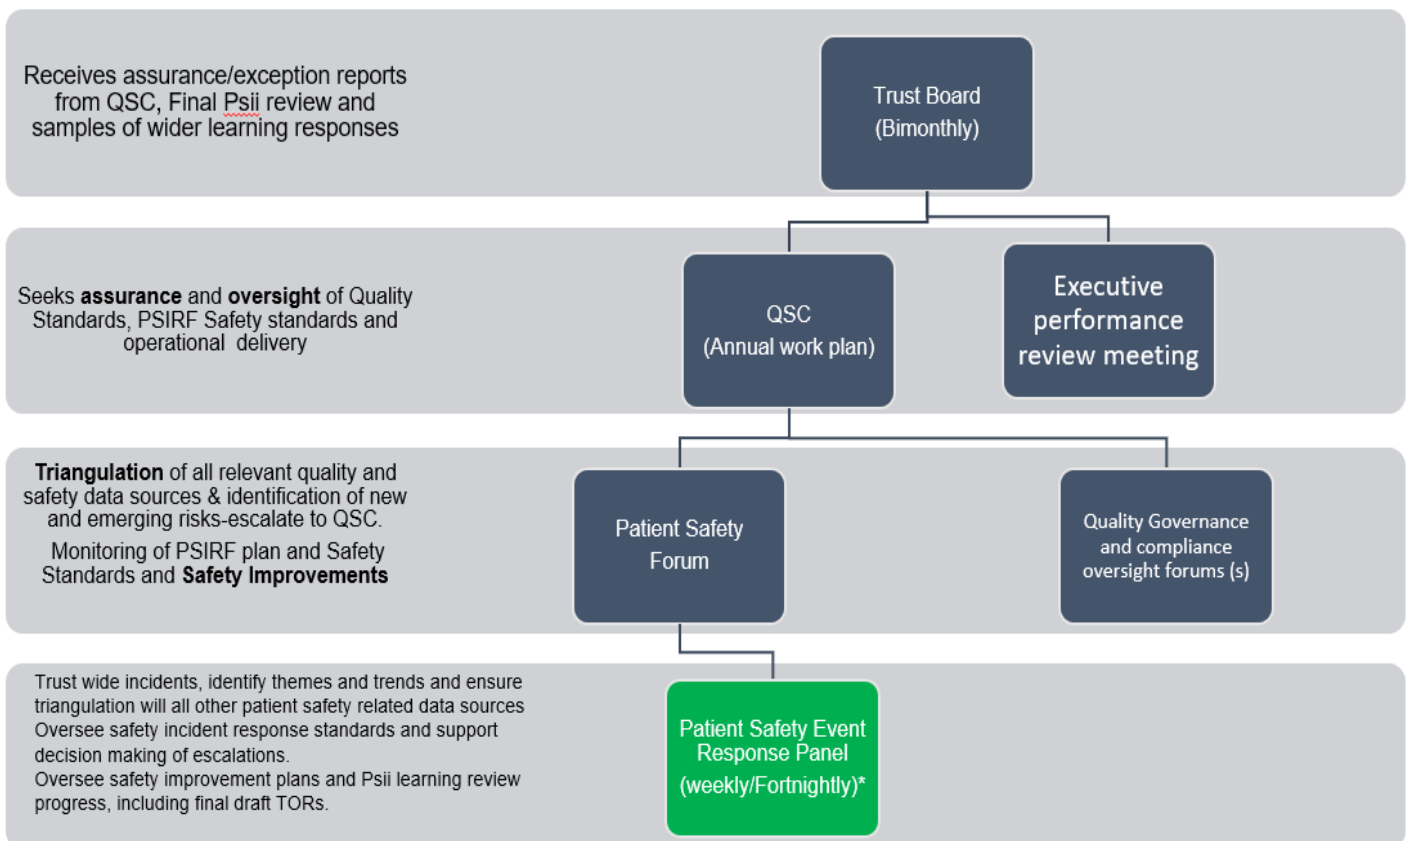 Receives assurance/exception reports
from QSC, Final Psii review and
samples of wider learning responses
Trust Board
(Bimonthly)
Seeks assurance and oversight of Quality
Standards, PSIRF Safety standards and
operational delivery
QSC
(Annual work plan)
Executive
performance
review meeting
Triangulation of all relevant quality and
safety data sources & identification of new
and emerging risks-escalate to QSC.
Monitoring of PSIRF plan and Safety
Standards and Safety Improvements
Patient Safety
Forum
Quality Governance
and compliance
oversight forums (s)
Trust wide incidents, identify themes and trends and ensure
triangulation will all other patient safety related data sources
Oversee safety incident response standards and support
decision making of escalations.
Oversee safety improvement plans and Psii learning review
progress, including final draft TORs.
Patient Safety Event
Response Panel
(weekly/Fortnightly)*